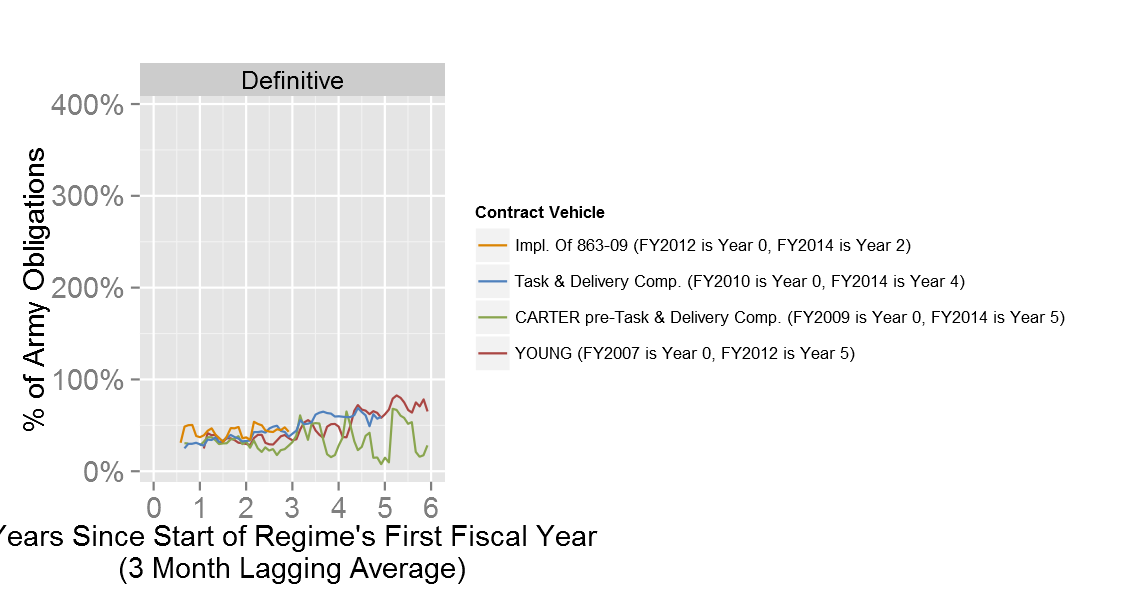 Definitive
400%
300%
200%
100%
0%
% of Army Obligations
0 1 2 3 4 5 6
Years Since Start of Regime's First Fiscal Year
(3 Month Lagging Average)
Contract Vehicle
Impl. Of 863-09 (FY2012 is Year 0, FY2014 is Year 2)
Task & Delivery Comp. (FY2010 is Year 0, FY2014 is Year 4)
CARTER pre-Task & Delivery Comp. (FY2009 is Year 0, FY2014 is Year 5)
YOUNG (FY2007 is Year 0, FY2012 is Year 5)